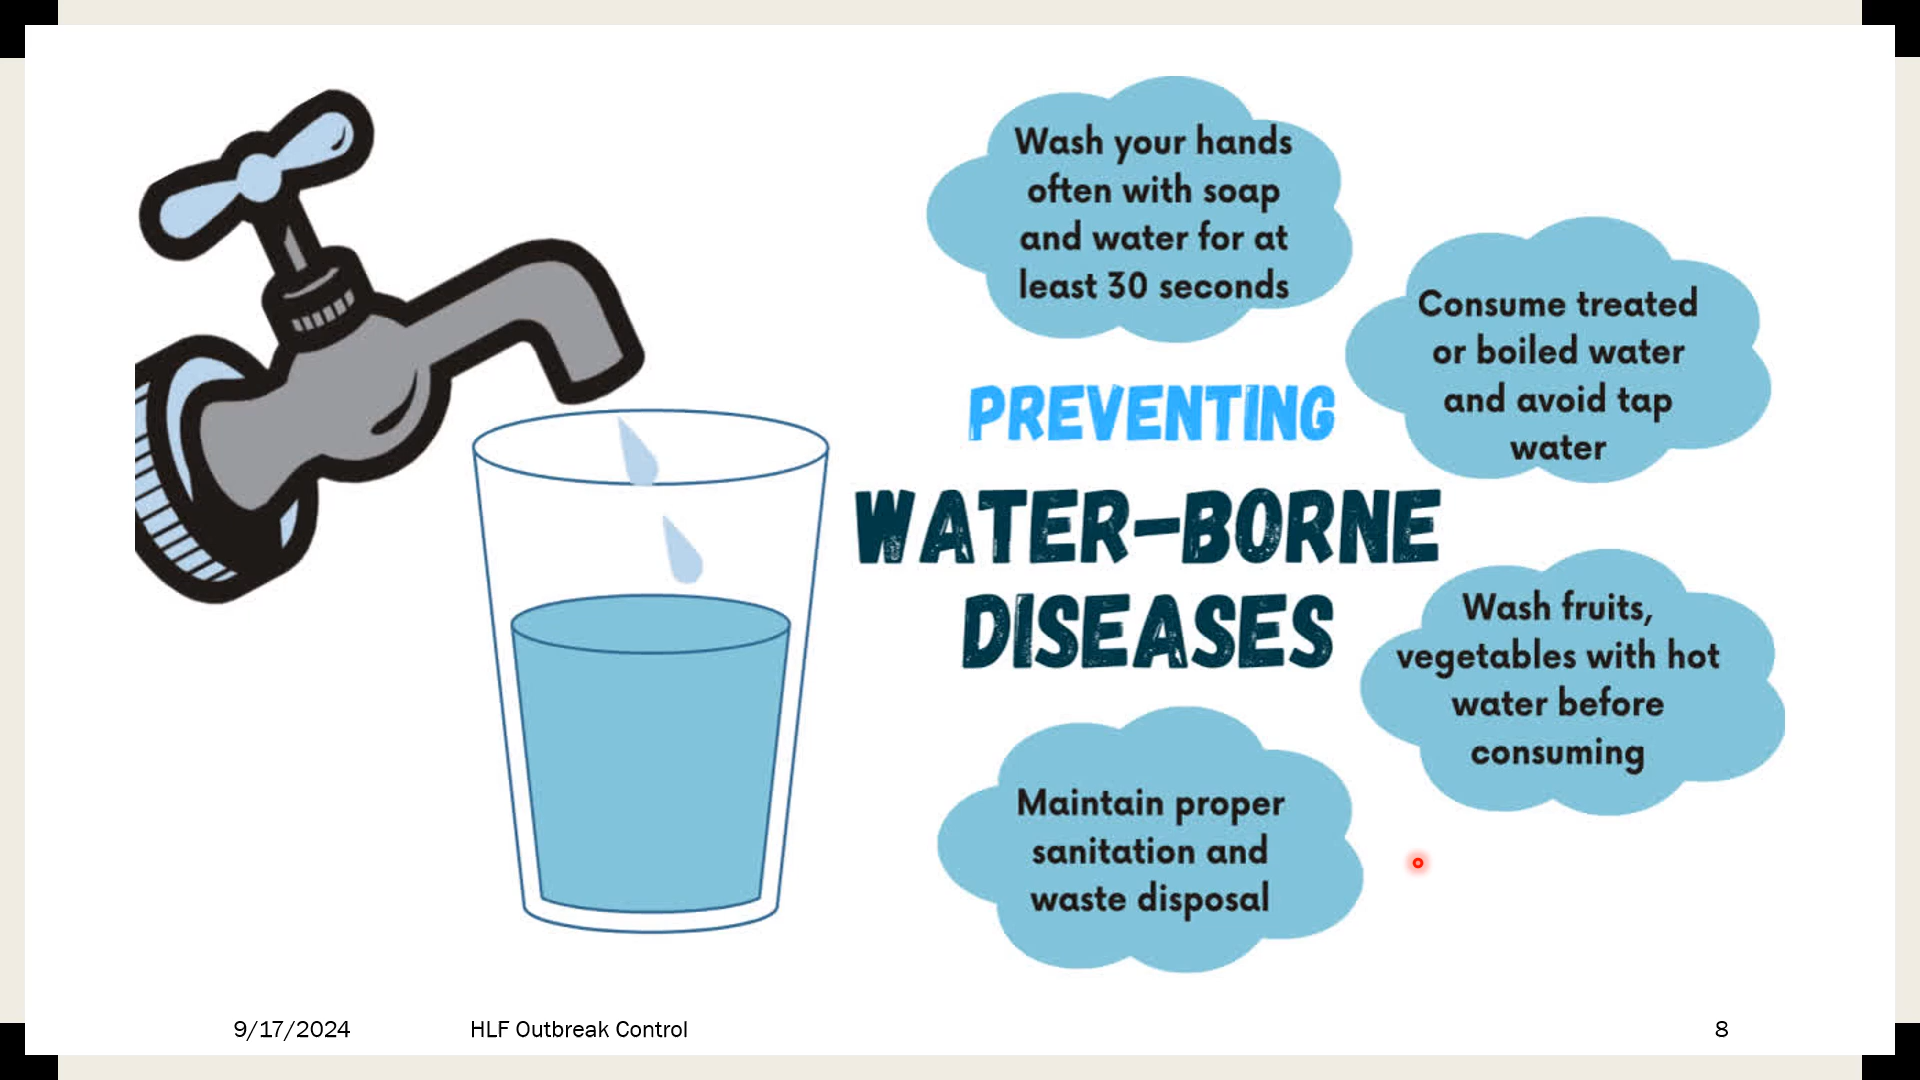 Wash your hands
often with soap
and water for at
least 30 seconds
Consume treated
or boiled water
and avoid tap
water
PREVENTING
WATER-BORNE
DISEASES
Wash fruits,
vegetables with hot
water before
consuming
Maintain proper
sanitation and
waste disposal
9/17/2024
HLF Outbreak Control
8